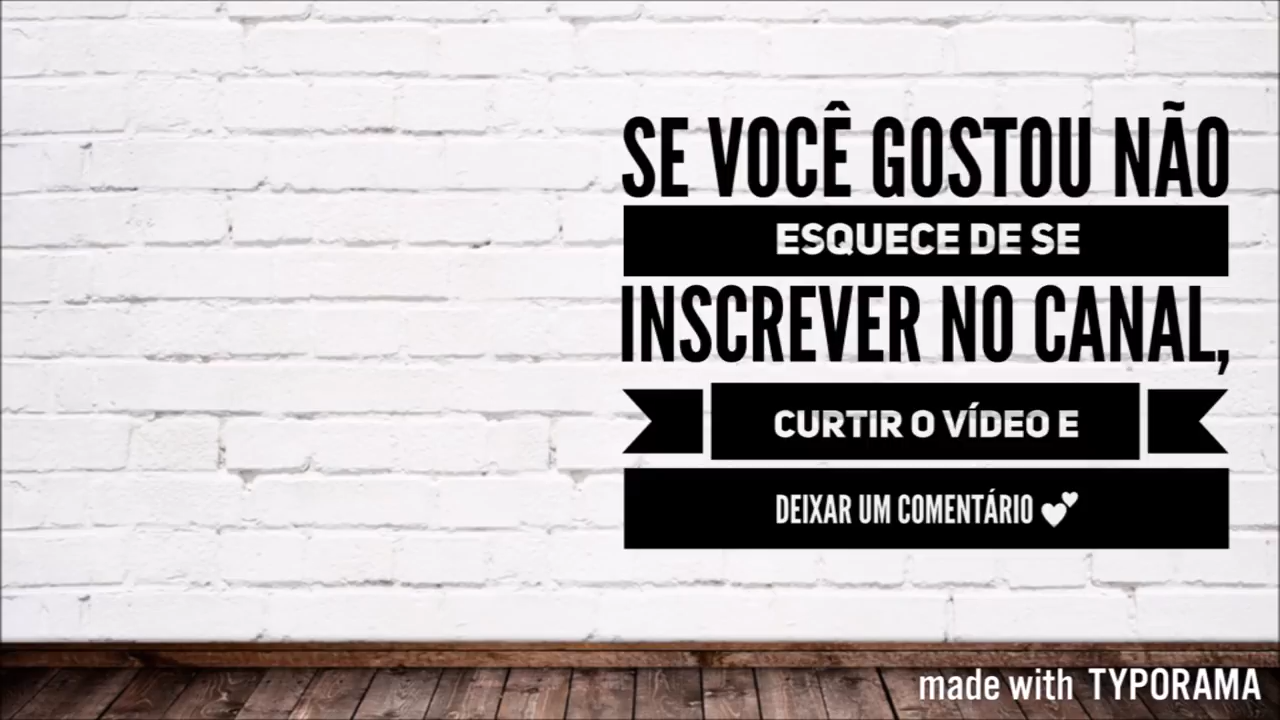 SE VOCÊ GOSTOU NÃO
ESQUECE DE SE
INSCREVER NO CANAL,
CURTIR O VÍDEO E
DEIXAR UM COMENTÁRIO 💕
made with TYPORAMA